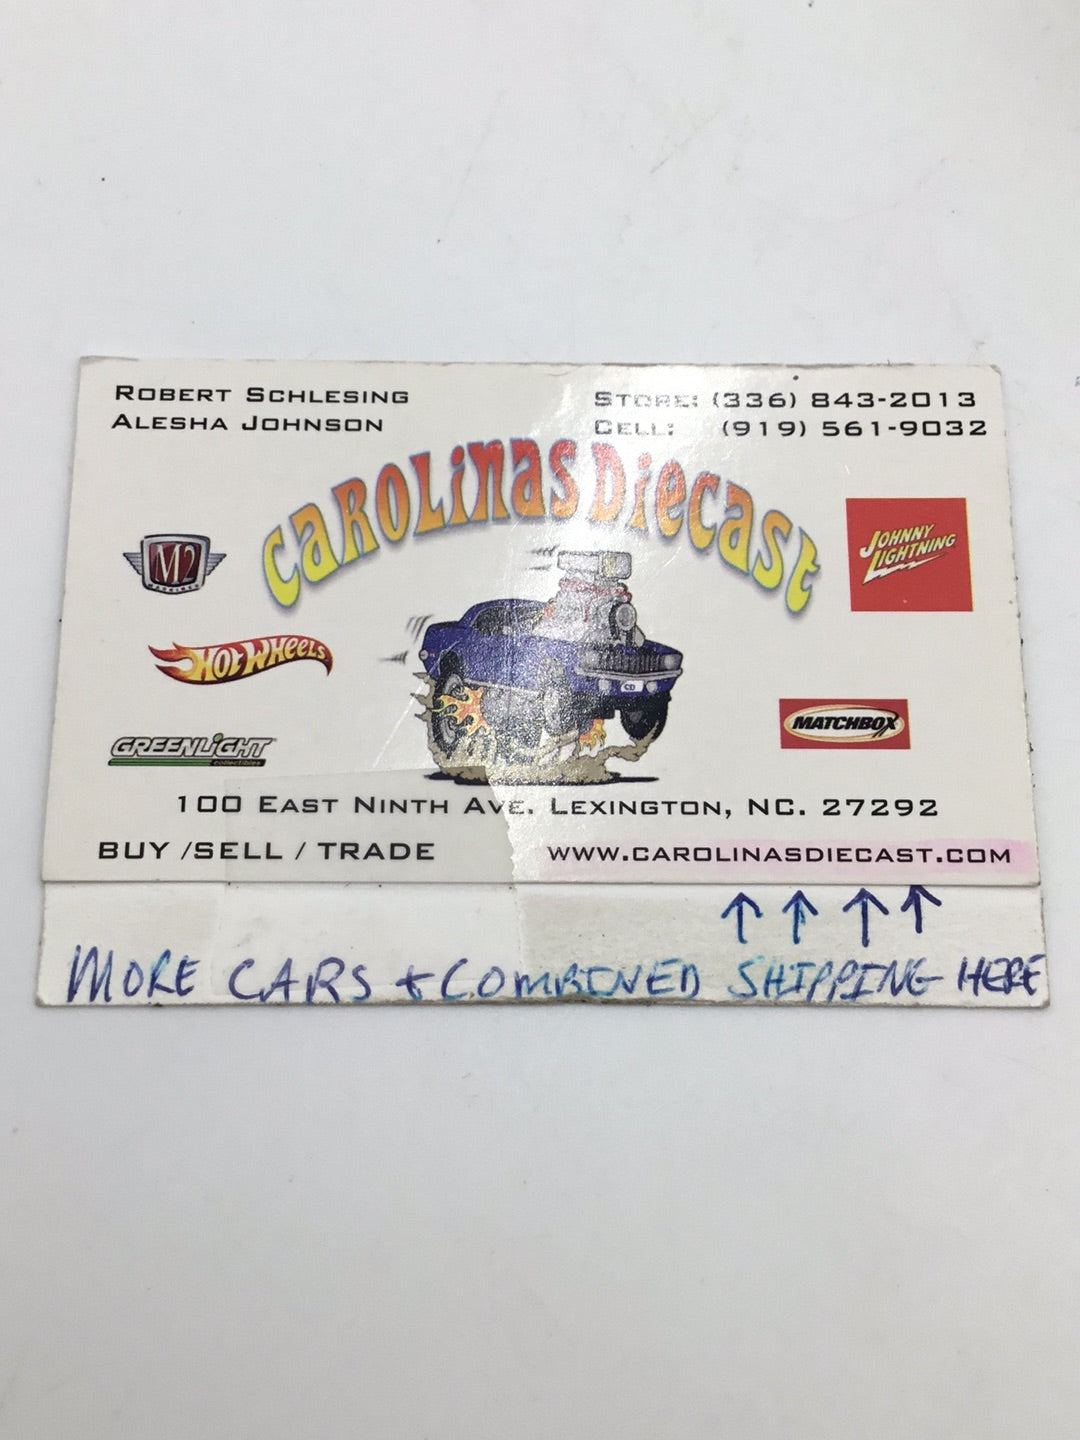 ROBERT SCHLESING
ALESHA JOHNSON
STORE: (336) 843-2013
CELL: (919) 561-9032
CAROLiNas Diecast
M2
MACHINES
JOHNNY
LIGHTNING
HOT WHeeLS
CD
GREENLiGHT
collectibles
MATCHBOX
100 EAST NINTH AVE. LEXINGTON, NC. 27292
BUY /SELL / TRADE
WWW.CAROLINASDIECAST.COM
MORE CARS + COMBINED SHIPPING HERE